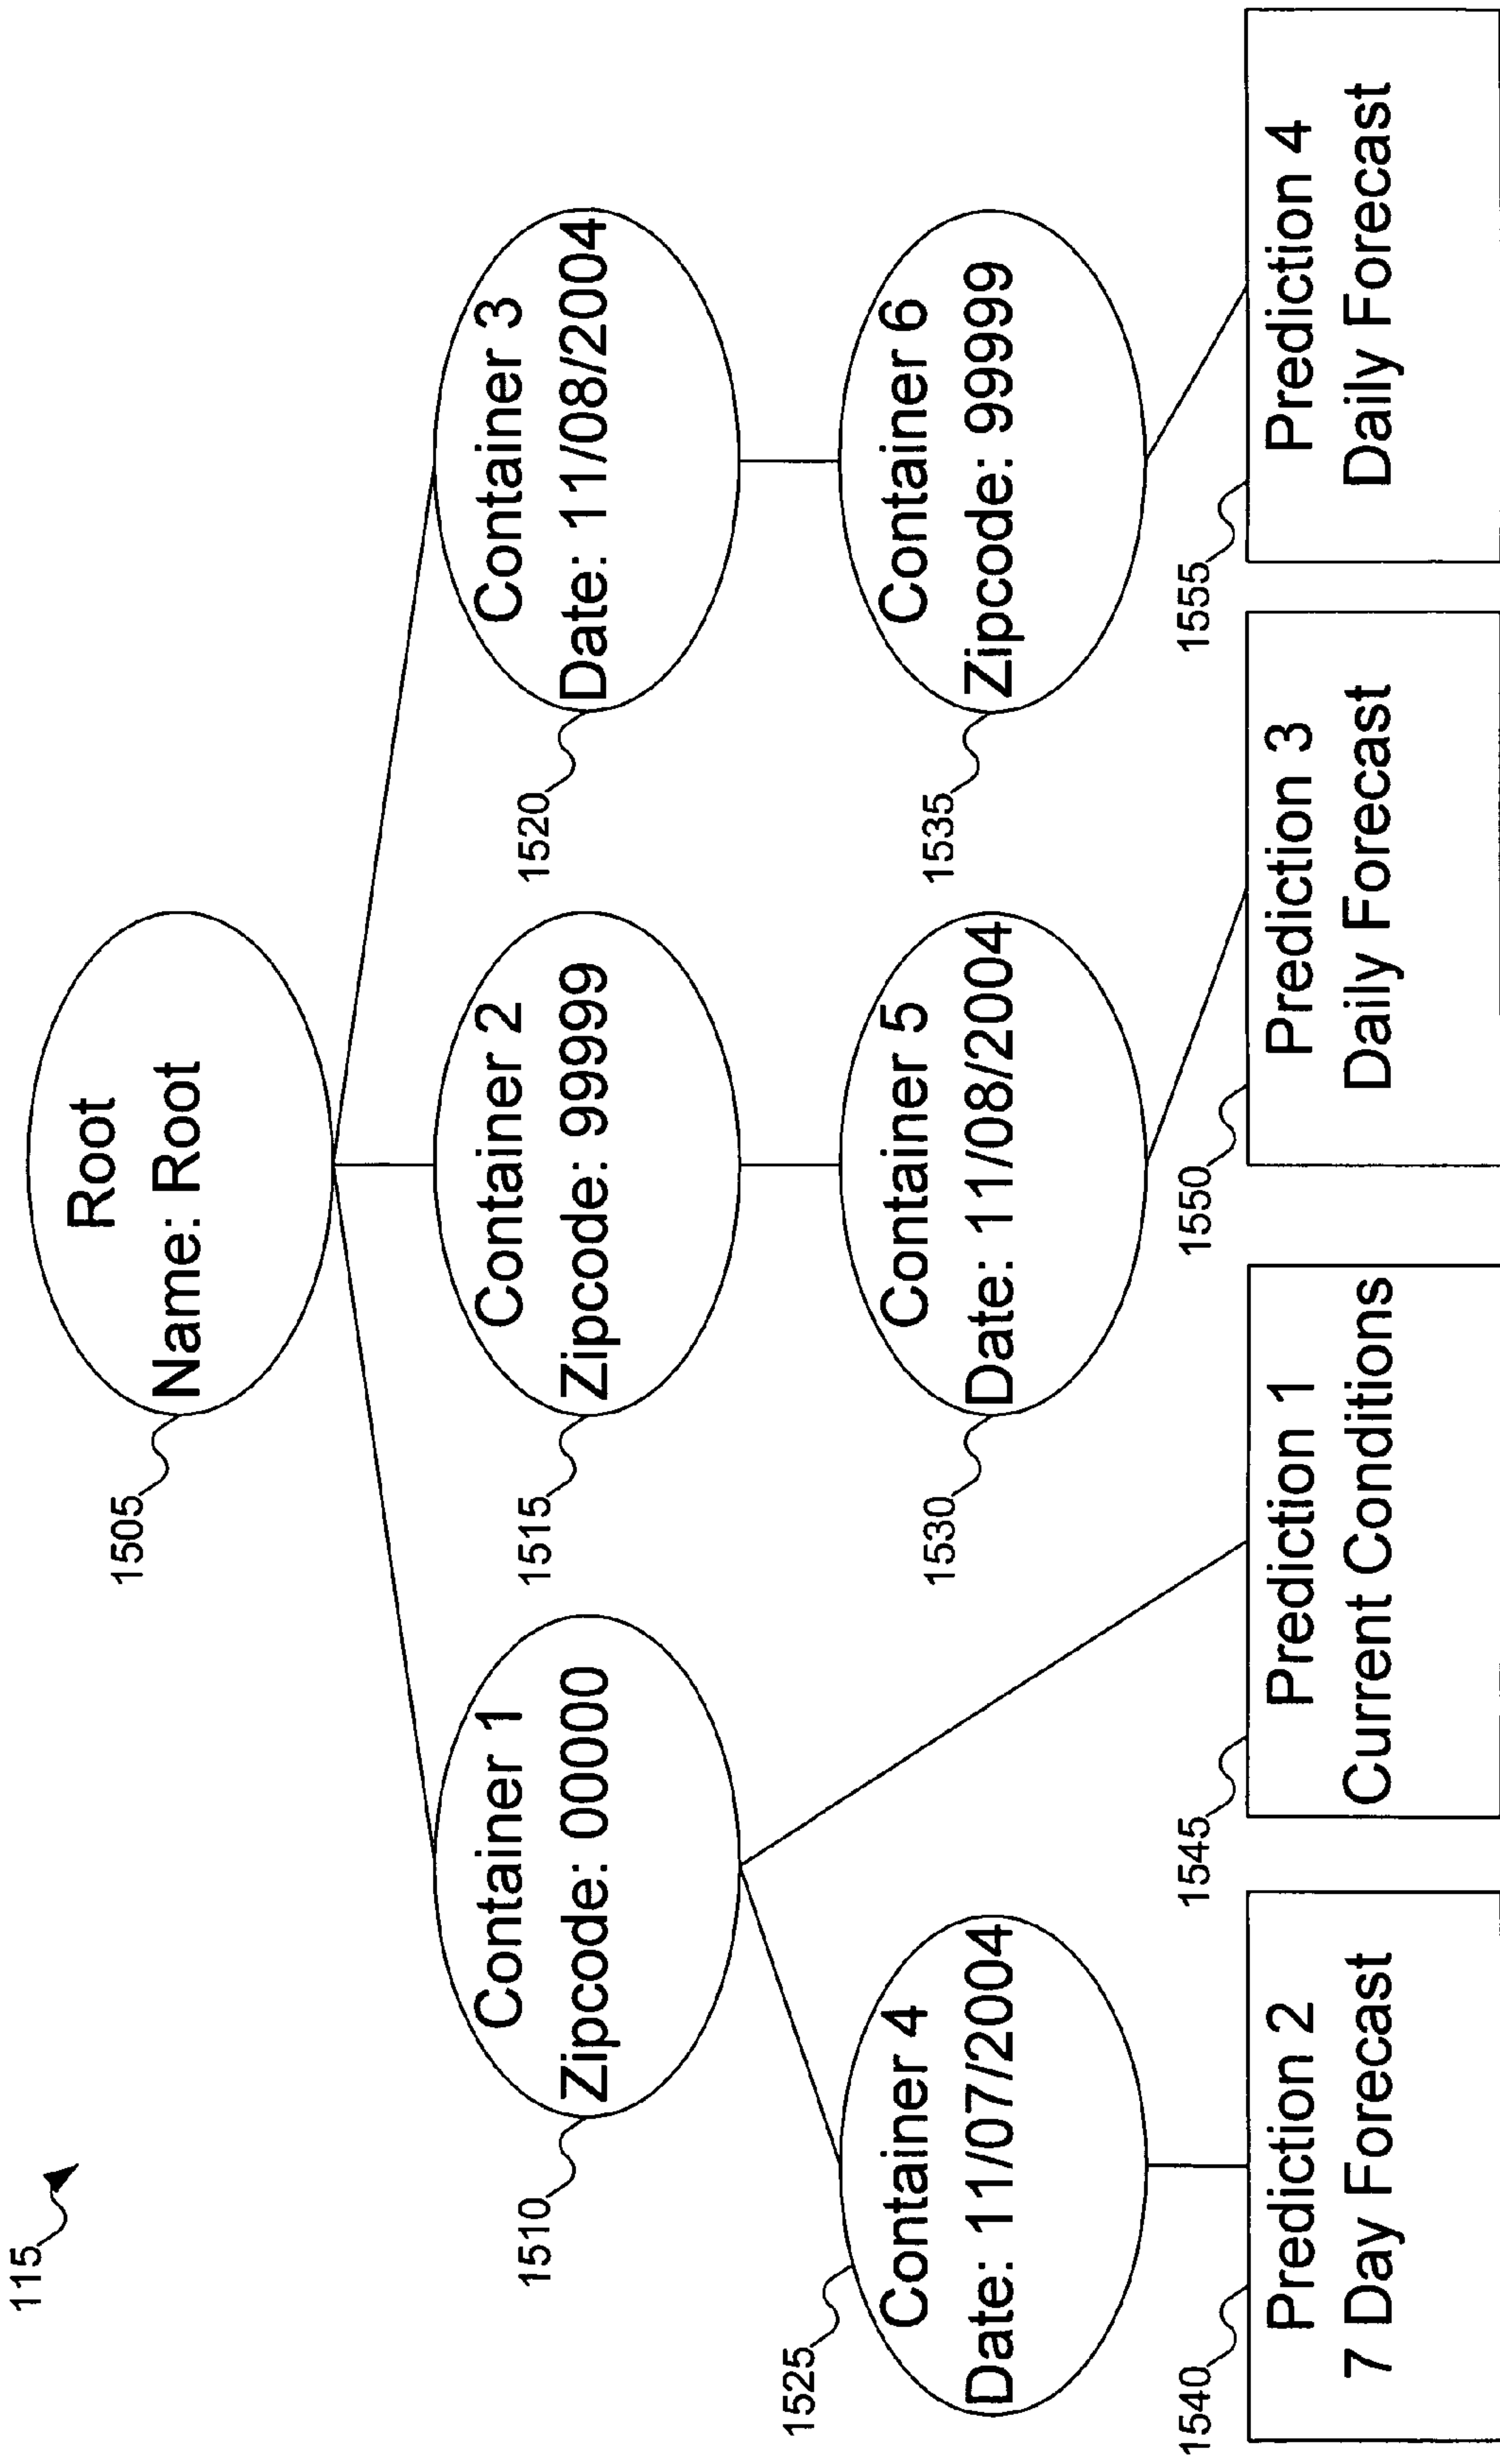 115
1505
Root
Name: Root
1510
Container 1
Zipcode: 00000
1515
Container 2
Zipcode: 99999
1520
Container 3
Date: 11/08/2004
1525
Container 4
Date: 11/07/2004
1530
Container 5
Date: 11/08/2004
1535
Container 6
Zipcode: 99999
1540
Prediction 2
7 Day Forecast
1545
Prediction 1
Current Conditions
1550
Prediction 3
Daily Forecast
1555
Prediction 4
Daily Forecast